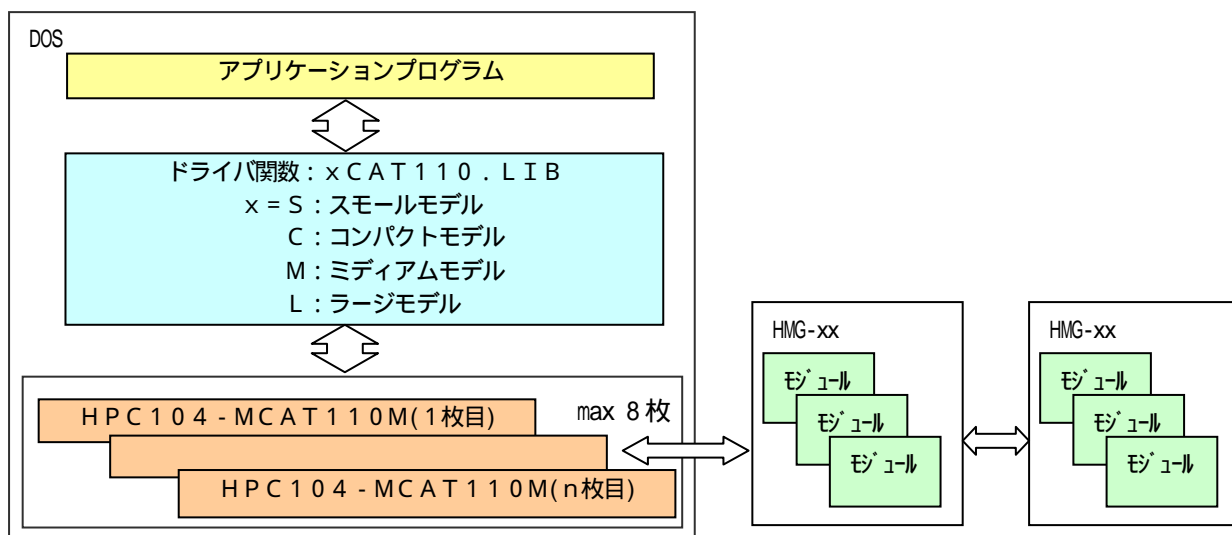 DOS
アプリケーションプログラム
ドライバ関数：ｘＣＡＴ１１０．ＬＩＢ
ｘ＝Ｓ：スモールモデル
Ｃ：コンパクトモデル
Ｍ：ミディアムモデル
Ｌ：ラージモデル
HMG-xx
HMG-xx
ﾓｼﾞｭｰﾙ
ﾓｼﾞｭｰﾙ
ﾓｼﾞｭｰﾙ
ﾓｼﾞｭｰﾙ
ﾓｼﾞｭｰﾙ
ﾓｼﾞｭｰﾙ
ＨＰＣ１０４－ＭＣＡＴ１１０Ｍ(１枚目)
max 8枚
ＨＰＣ１０４－ＭＣＡＴ１１０Ｍ(ｎ枚目)